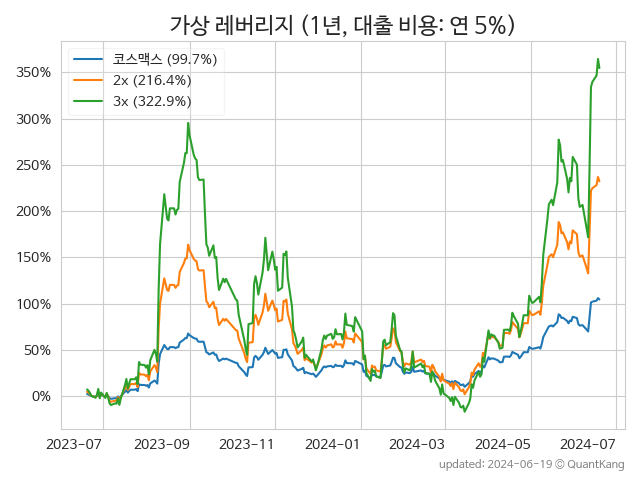 가상 레버리지 (1년, 대출 비용: 연 5%)
코스맥스 (99.7%)
2x (216.4%)
3x (322.9%)
350%
300%
250%
200%
150%
100%
50%
0%
2023-07 2023-09 2023-11 2024-01 2024-03 2024-05 2024-07
updated: 2024-06-19 ⓒ QuantKang